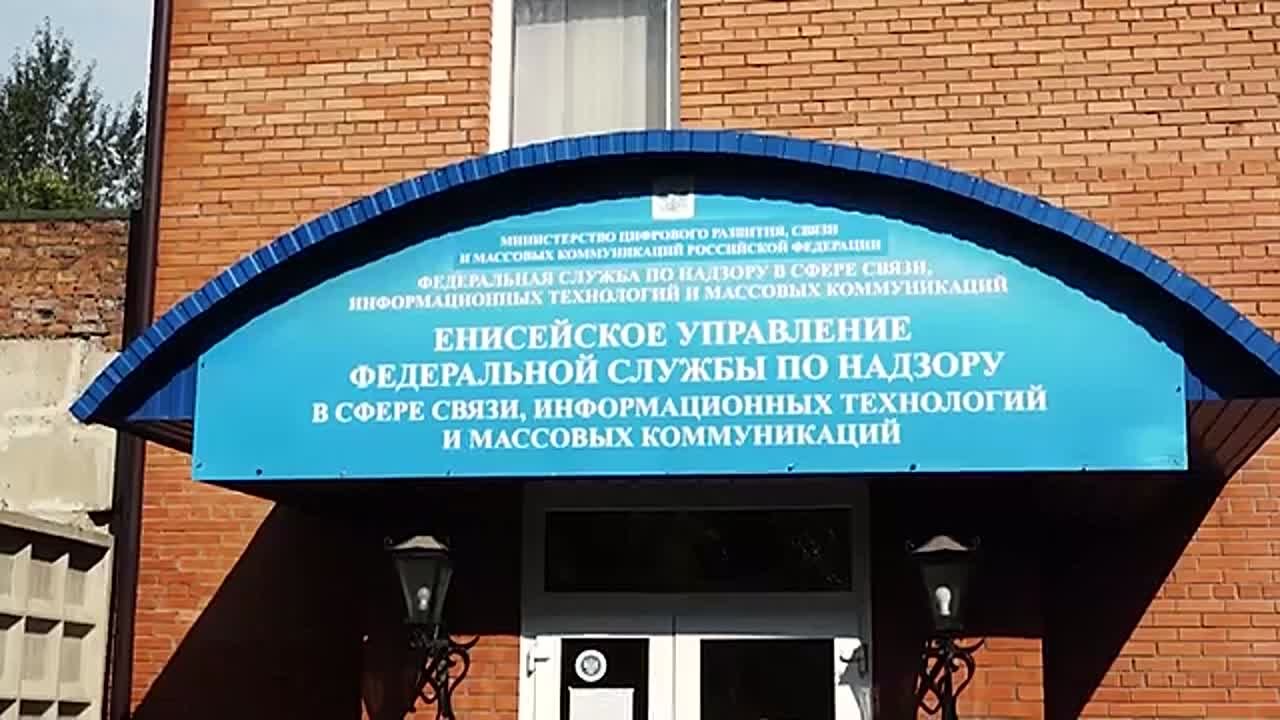 МИНИСТЕРСТВО ЦИФРОВОГО РАЗВИТИЯ, СВЯЗИ
И МАССОВЫХ КОММУНИКАЦИЙ РОССИЙСКОЙ ФЕДЕРАЦИИ
ФЕДЕРАЛЬНАЯ СЛУЖБА ПО НАДЗОРУ В СФЕРЕ СВЯЗИ,
ИНФОРМАЦИОННЫХ ТЕХНОЛОГИЙ И МАССОВЫХ КОММУНИКАЦИЙ
ЕНИСЕЙСКОЕ УПРАВЛЕНИЕ
ФЕДЕРАЛЬНОЙ СЛУЖБЫ ПО НАДЗОРУ
В СФЕРЕ СВЯЗИ, ИНФОРМАЦИОННЫХ ТЕХНОЛОГИЙ
И МАССОВЫХ КОММУНИКАЦИЙ